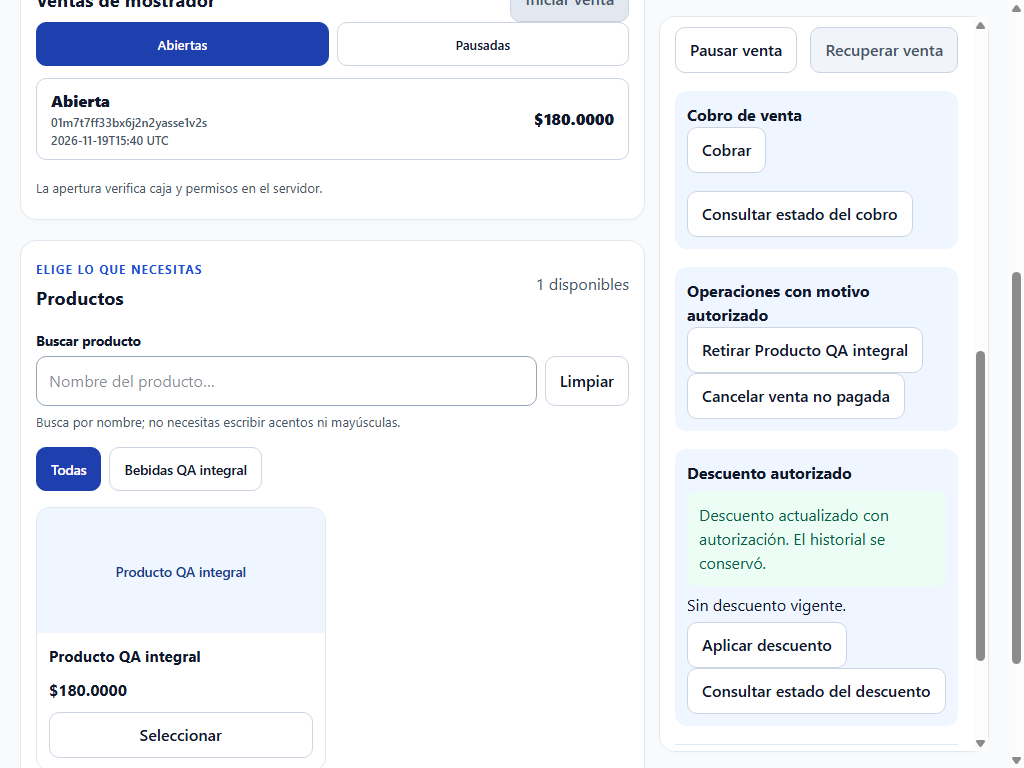 Ventas de mostrador
Iniciar venta
Abiertas
Pausadas
Abierta
01m7t7ff33bx6j2n2yasse1v2s
2026-11-19T15:40 UTC
$180.0000
La apertura verifica caja y permisos en el servidor.
ELIGE LO QUE NECESITAS
Productos
1 disponibles
Buscar producto
Nombre del producto...
Limpiar
Busca por nombre; no necesitas escribir acentos ni mayúsculas.
Todas
Bebidas QA integral
Producto QA integral
Producto QA integral
$180.0000
Seleccionar
Pausar venta
Recuperar venta
Cobro de venta
Cobrar
Consultar estado del cobro
Operaciones con motivo
autorizado
Retirar Producto QA integral
Cancelar venta no pagada
Descuento autorizado
Descuento actualizado con
autorización. El historial se
conservó.
Sin descuento vigente.
Aplicar descuento
Consultar estado del descuento